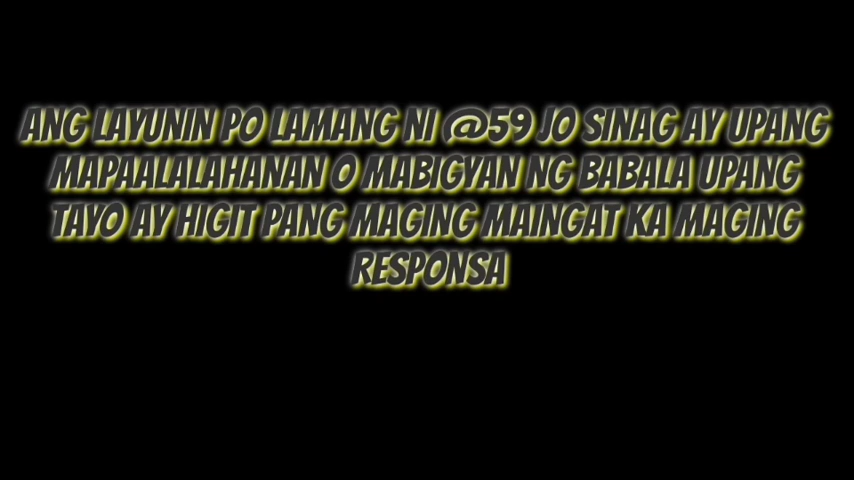 ANG LAYUNIN PO LAMANG NI @59 JO SINAG AY UPANG
MAPAALALAHANAN O MABIGYAN NG BABALA UPANG
TAYO AY HIGIT PANG MAGING MAINGAT KA MAGING
RESPONSA